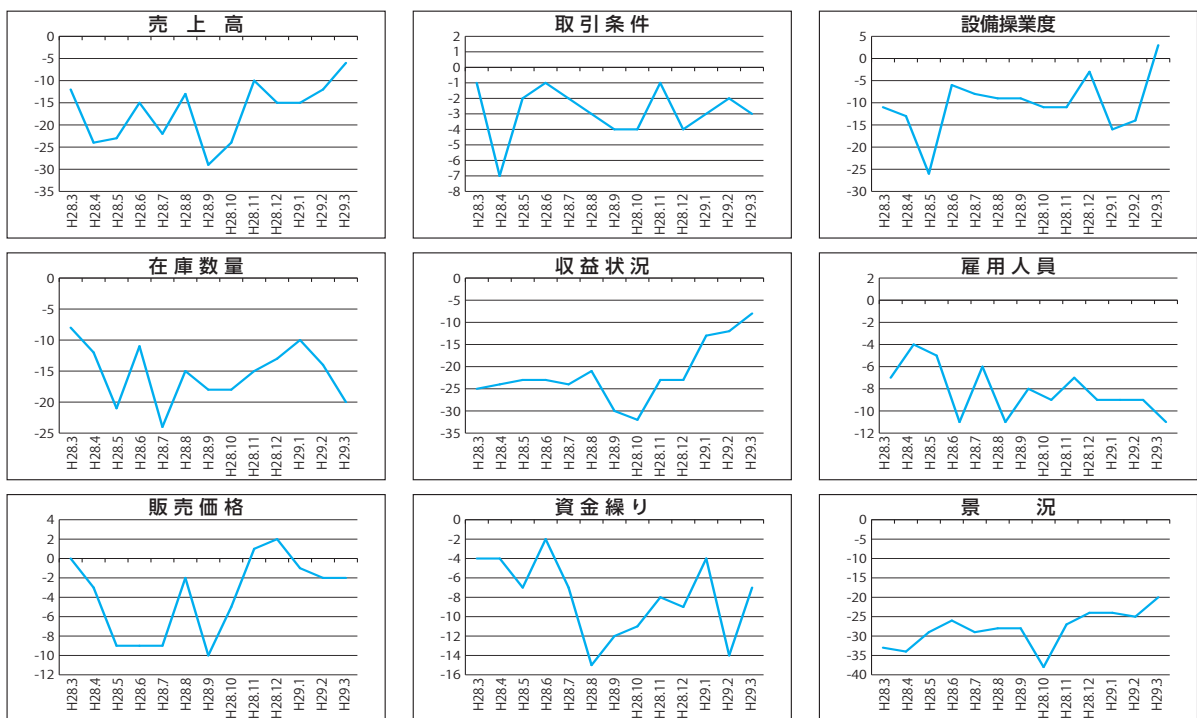 売 上 高
0
-5
-10
-15
-20
-25
-30
-35
H28.3
H28.4
H28.5
H28.6
H28.7
H28.8
H28.9
H28.10
H28.11
H28.12
H29.1
H29.2
H29.3
取 引 条 件
2
1
0
-1
-2
-3
-4
-5
-6
-7
-8
H28.3
H28.4
H28.5
H28.6
H28.7
H28.8
H28.9
H28.10
H28.11
H28.12
H29.1
H29.2
H29.3
設備操業度
5
0
-5
-10
-15
-20
-25
-30
H28.3
H28.4
H28.5
H28.6
H28.7
H28.8
H28.9
H28.10
H28.11
H28.12
H29.1
H29.2
H29.3
在 庫 数 量
0
-5
-10
-15
-20
-25
H28.3
H28.4
H28.5
H28.6
H28.7
H28.8
H28.9
H28.10
H28.11
H28.12
H29.1
H29.2
H29.3
収 益 状 況
0
-5
-10
-15
-20
-25
-30
-35
H28.3
H28.4
H28.5
H28.6
H28.7
H28.8
H28.9
H28.10
H28.11
H28.12
H29.1
H29.2
H29.3
雇 用 人 員
2
0
-2
-4
-6
-8
-10
-12
H28.3
H28.4
H28.5
H28.6
H28.7
H28.8
H28.9
H28.10
H28.11
H28.12
H29.1
H29.2
H29.3
販 売 価 格
4
2
0
-2
-4
-6
-8
-10
-12
H28.3
H28.4
H28.5
H28.6
H28.7
H28.8
H28.9
H28.10
H28.11
H28.12
H29.1
H29.2
H29.3
資 金 繰 り
0
-2
-4
-6
-8
-10
-12
-14
-16
H28.3
H28.4
H28.5
H28.6
H28.7
H28.8
H28.9
H28.10
H28.11
H28.12
H29.1
H29.2
H29.3
景 況
0
-5
-10
-15
-20
-25
-30
-35
-40
H28.3
H28.4
H28.5
H28.6
H28.7
H28.8
H28.9
H28.10
H28.11
H28.12
H29.1
H29.2
H29.3